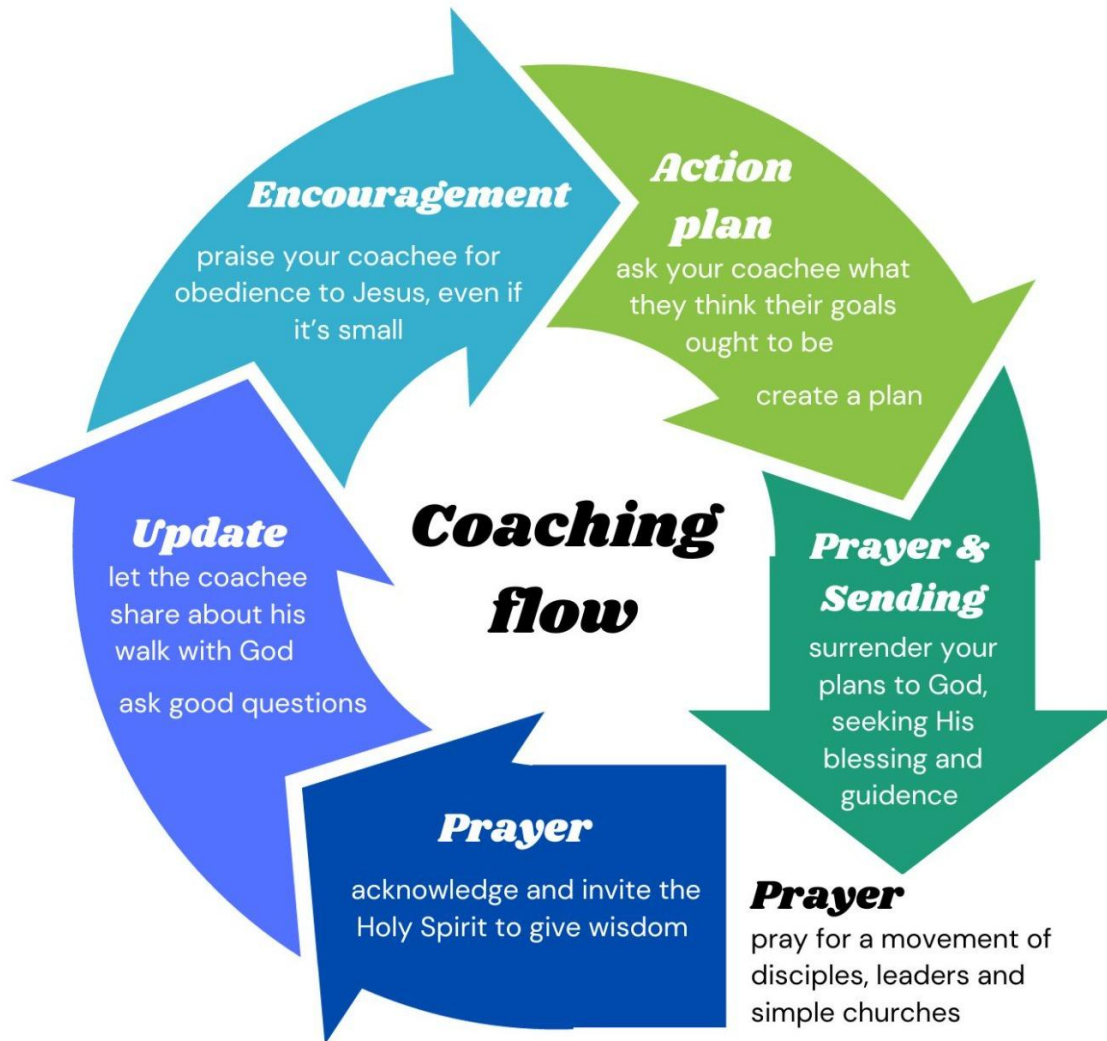 Coaching
flow
Prayer
acknowledge and invite the
Holy Spirit to give wisdom
Update
let the coachee
share about his
walk with God
ask good questions
Encouragement
praise your coachee for
obedience to Jesus, even if
it's small
Action
plan
ask your coachee what
they think their goals
ought to be
create a plan
Prayer &
Sending
surrender your
plans to God,
seeking His
blessing and
guidence
Prayer
pray for a movement of
disciples, leaders and
simple churches